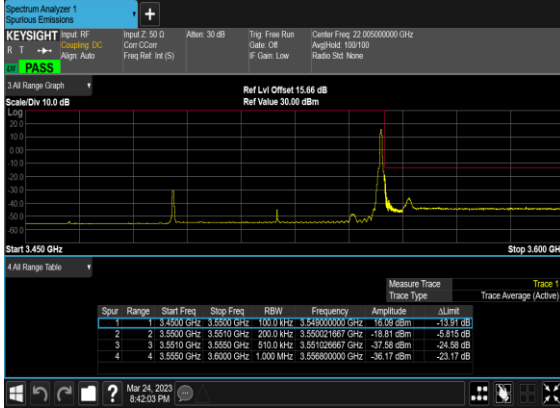 Spectrum Analyzer 1
Spurious Emissions
KEYSIGHT Input: RF Input Z: 50 Ω Atten: 30 dB Trig: Free Run Center Freq: 22.005000000 GHz
R T Coupling: DC Corr CCorr Gate: Off Avg|Hold: 100/100
Align: Auto Freq Ref: Int (S) IF Gain: Low Radio Std: None
PASS
3 All Range Graph
Ref Lvl Offset 15.66 dB
Scale/Div 10.0 dB Ref Value 30.00 dBm
Log
20.0
10.0
0.00
-10.0
-20.0
-30.0
-40.0
-50.0
-60.0
Start 3.450 GHz Stop 3.600 GH
4 All Range Table
Measure Trace Trace 1
Trace Type Trace Average (Active)
Spur Range Start Freq Stop Freq RBW Frequency Amplitude ΔLimit
1 1 3.4500 GHz 3.5500 GHz 100.0 kHz 3.549000000 GHz 16.09 dBm -13.91 dB
2 2 3.5500 GHz 3.5510 GHz 200.0 kHz 3.550021667 GHz -18.81 dBm -5.815 dB
3 3 3.5510 GHz 3.5550 GHz 510.0 kHz 3.551026667 GHz -37.58 dBm -24.58 dB
4 4 3.5550 GHz 3.6000 GHz 1.000 MHz 3.556800000 GHz -36.17 dBm -23.17 dB
? Mar 24, 2023
8:42:03 PM